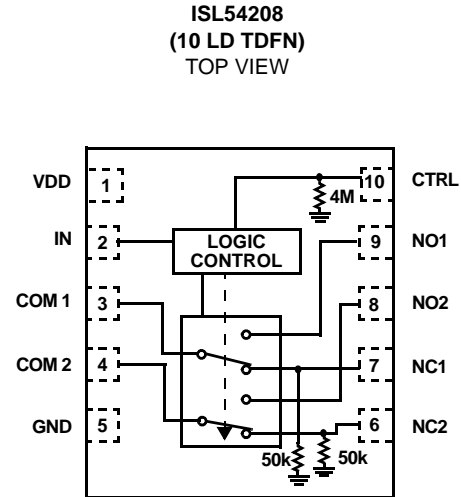 ISL54208
(10 LD TDFN)
TOP VIEW
VDD 1 10 CTRL
4M
IN 2 LOGIC CONTROL 9 NO1
COM 1 3 8 NO2
COM 2 4 7 NC1
GND 5 6 NC2
50k 50k